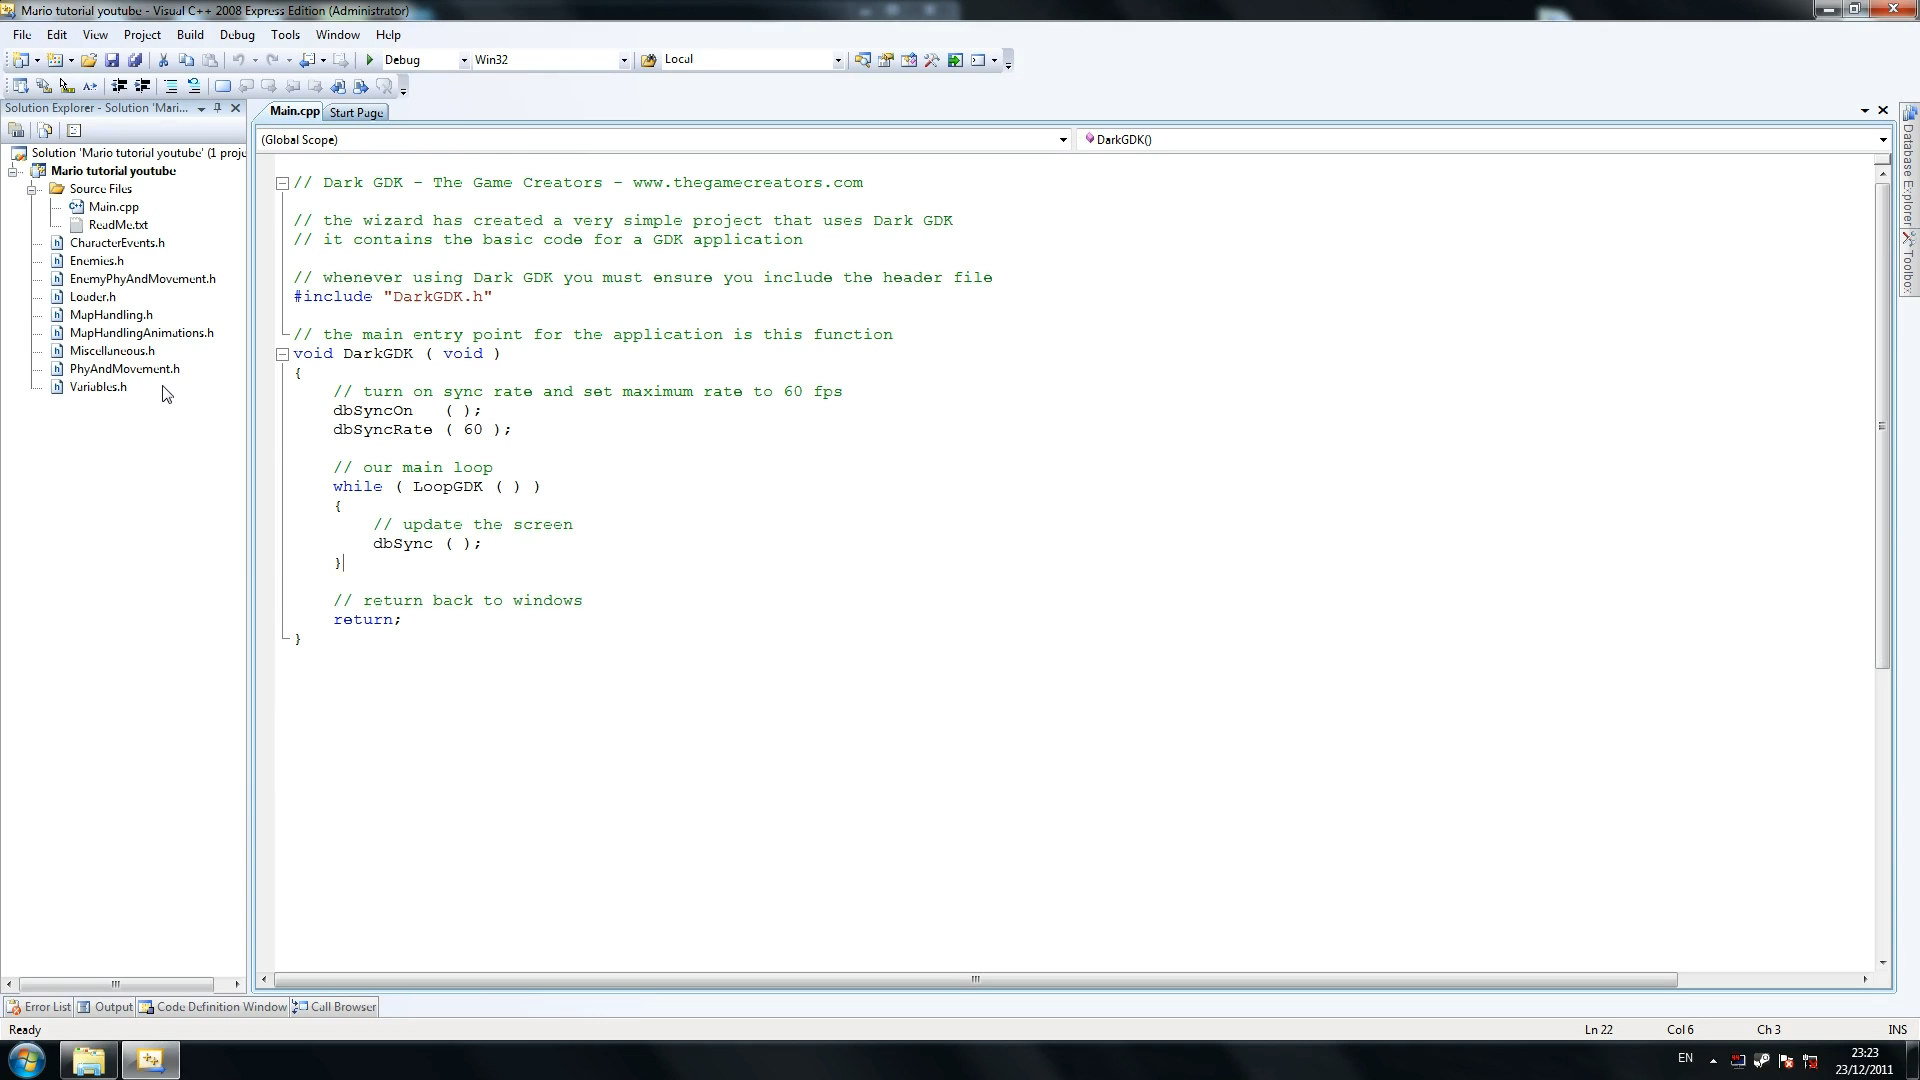 Mario tutorial youtube - Visual C++ 2008 Express Edition (Administrator)
File Edit View Project Build Debug Tools Window Help
Debug Win32 Local
Solution Explorer - Solution 'Mari...
Main.cpp Start Page
(Global Scope) DarkGDK()
Solution 'Mario tutorial youtube' (1 proje
Mario tutorial youtube
Source Files
Main.cpp
ReadMe.txt
CharacterEvents.h
Enemies.h
EnemyPhyAndMovement.h
Loader.h
MapHandling.h
MapHandlingAnimations.h
Miscellaneous.h
PhyAndMovement.h
Variables.h
// Dark GDK - The Game Creators - www.thegamecreators.com
// the wizard has created a very simple project that uses Dark GDK
// it contains the basic code for a GDK application
// whenever using Dark GDK you must ensure you include the header file
#include "DarkGDK.h"
// the main entry point for the application is this function
void DarkGDK ( void )
{
// turn on sync rate and set maximum rate to 60 fps
dbSyncOn ( );
dbSyncRate ( 60 );
// our main loop
while ( LoopGDK ( ) )
{
// update the screen
dbSync ( );
}
// return back to windows
return;
}
Database Explorer
Toolbox
Error List Output Code Definition Window Call Browser
Ready Ln 22 Col 6 Ch 3 INS
EN 23:23
23/12/2011